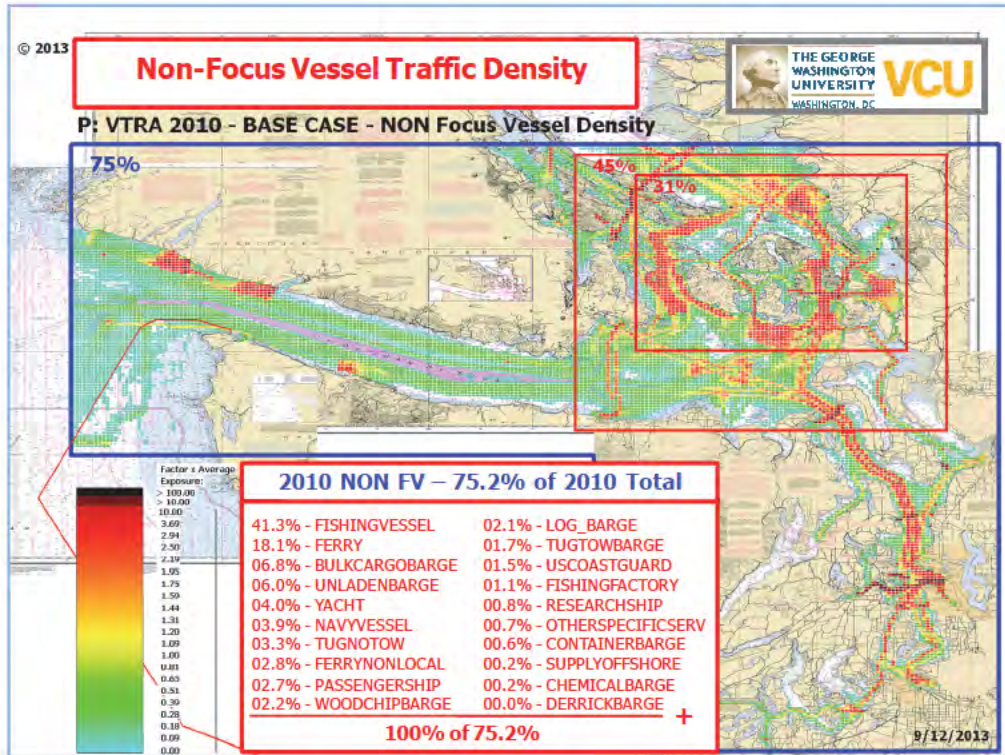 © 2013
Non-Focus Vessel Traffic Density
THE GEORGE
WASHINGTON
UNIVERSITY
WASHINGTON, DC
VCU
P: VTRA 2010 - BASE CASE - NON Focus Vessel Density
75%
45%
31%
Factor x Average
Exposure:
> 100.00
> 10.00
10.00
3.69
2.94
2.50
2.19
1.95
1.75
1.59
1.44
1.31
1.20
1.09
1.00
0.81
0.65
0.51
0.39
0.28
0.18
0.09
0.00
2010 NON FV – 75.2% of 2010 Total
41.3% - FISHINGVESSEL
18.1% - FERRY
06.8% - BULKCARGOBARGE
06.0% - UNLADENBARGE
04.0% - YACHT
03.9% - NAVYVESSEL
03.3% - TUGNOTOW
02.8% - FERRYNONLOCAL
02.7% - PASSENGERSHIP
02.2% - WOODCHIPBARGE
02.1% - LOG_BARGE
01.7% - TUGTOWBARGE
01.5% - USCOASTGUARD
01.1% - FISHINGFACTORY
00.8% - RESEARCHSHIP
00.7% - OTHERSPECIFICSERV
00.6% - CONTAINERBARGE
00.2% - SUPPLYOFFSHORE
00.2% - CHEMICALBARGE
00.0% - DERRICKBARGE
+
100% of 75.2%
9/12/2013